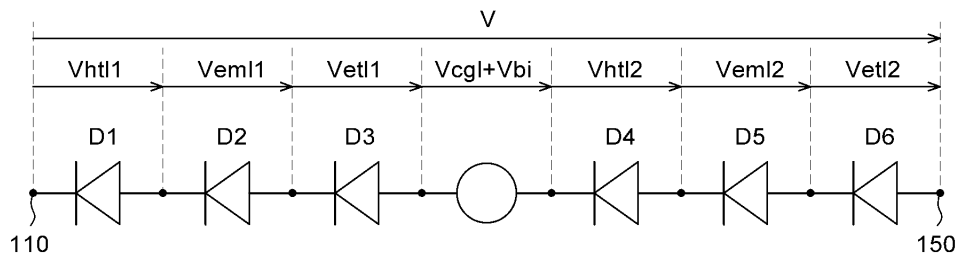 V
Vhtl1 Veml1 Vetl1 Vcgl+Vbi Vhtl2 Veml2 Vetl2
D1 D2 D3 D4 D5 D6
110 150